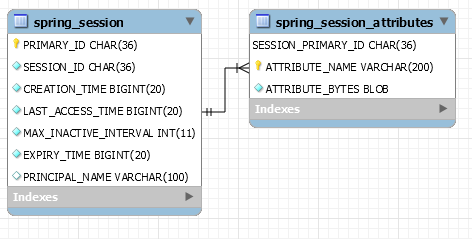 spring_session
PRIMARY_ID CHAR(36)
SESSION_ID CHAR(36)
CREATION_TIME BIGINT(20)
LAST_ACCESS_TIME BIGINT(20)
MAX_INACTIVE_INTERVAL INT(11)
EXPIRY_TIME BIGINT(20)
PRINCIPAL_NAME VARCHAR(100)
Indexes
spring_session_attributes
SESSION_PRIMARY_ID CHAR(36)
ATTRIBUTE_NAME VARCHAR(200)
ATTRIBUTE_BYTES BLOB
Indexes